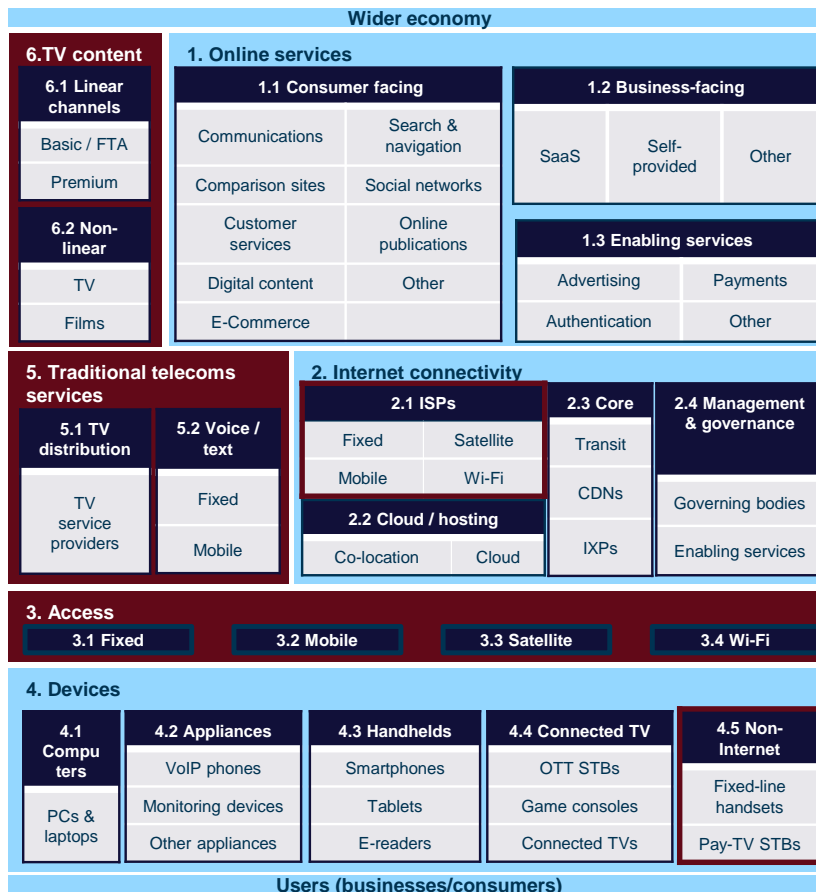 Wider economy
6.TV content
6.1 Linear
channels
Basic / FTA
Premium
6.2 Non-
linear
TV
Films
1. Online services
1.1 Consumer facing
Communications
Search &
navigation
Comparison sites
Social networks
Customer
services
Online
publications
Digital content
Other
E-Commerce
1.2 Business-facing
SaaS
Self-
provided
Other
1.3 Enabling services
Advertising
Payments
Authentication
Other
5. Traditional telecoms
services
5.1 TV
distribution
TV
service
providers
5.2 Voice /
text
Fixed
Mobile
2. Internet connectivity
2.1 ISPs
Fixed
Satellite
Mobile
Wi-Fi
2.2 Cloud / hosting
Co-location
Cloud
2.3 Core
Transit
CDNs
IXPs
2.4 Management
& governance
Governing bodies
Enabling services
3. Access
3.1 Fixed
3.2 Mobile
3.3 Satellite
3.4 Wi-Fi
4. Devices
4.1
Compu
ters
PCs &
laptops
4.2 Appliances
VoIP phones
Monitoring devices
Other appliances
4.3 Handhelds
Smartphones
Tablets
E-readers
4.4 Connected TV
OTT STBs
Game consoles
Connected TVs
4.5 Non-
Internet
Fixed-line
handsets
Pay-TV STBs
Users (businesses/consumers)